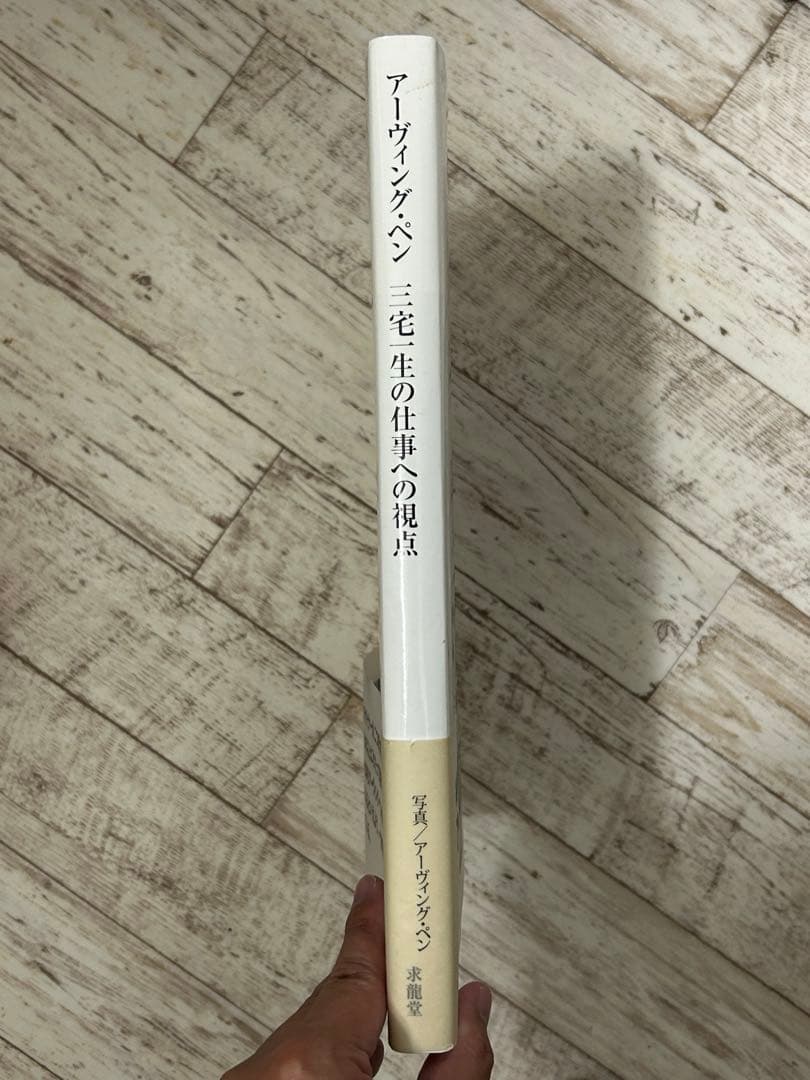 アーヴィング・ペン　三宅一生の仕事への視点
写真/アーヴィング・ペン
求龍堂